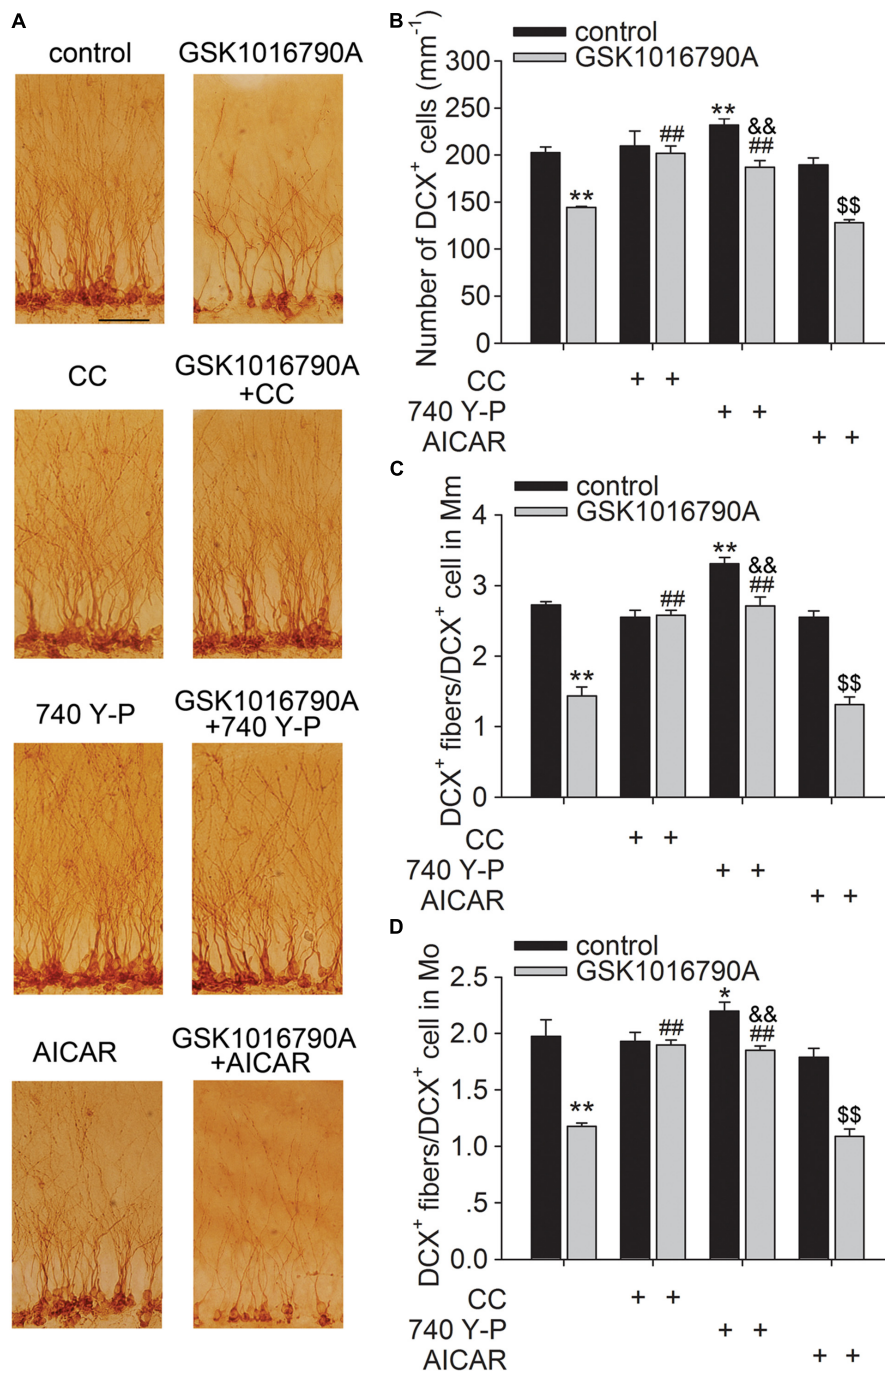 A
control GSK1016790A
CC GSK1016790A
+CC
740 Y-P GSK1016790A
+740 Y-P
AICAR GSK1016790A
+AICAR
B
control
GSK1016790A
Number of DCX+ cells (mm-1)
300
250
200
150
100
50
0
** ## ** && ## $$
CC + +
740 Y-P + +
AICAR + +
C
control
GSK1016790A
DCX+ fibers/DCX+ cell in Mm
4
3
2
1
0
** ## ** && ## $$
CC + +
740 Y-P + +
AICAR + +
D
control
GSK1016790A
DCX+ fibers/DCX+ cell in Mo
2.5
2.0
1.5
1.0
.5
0.0
** ## * && ## $$
CC + +
740 Y-P + +
AICAR + +